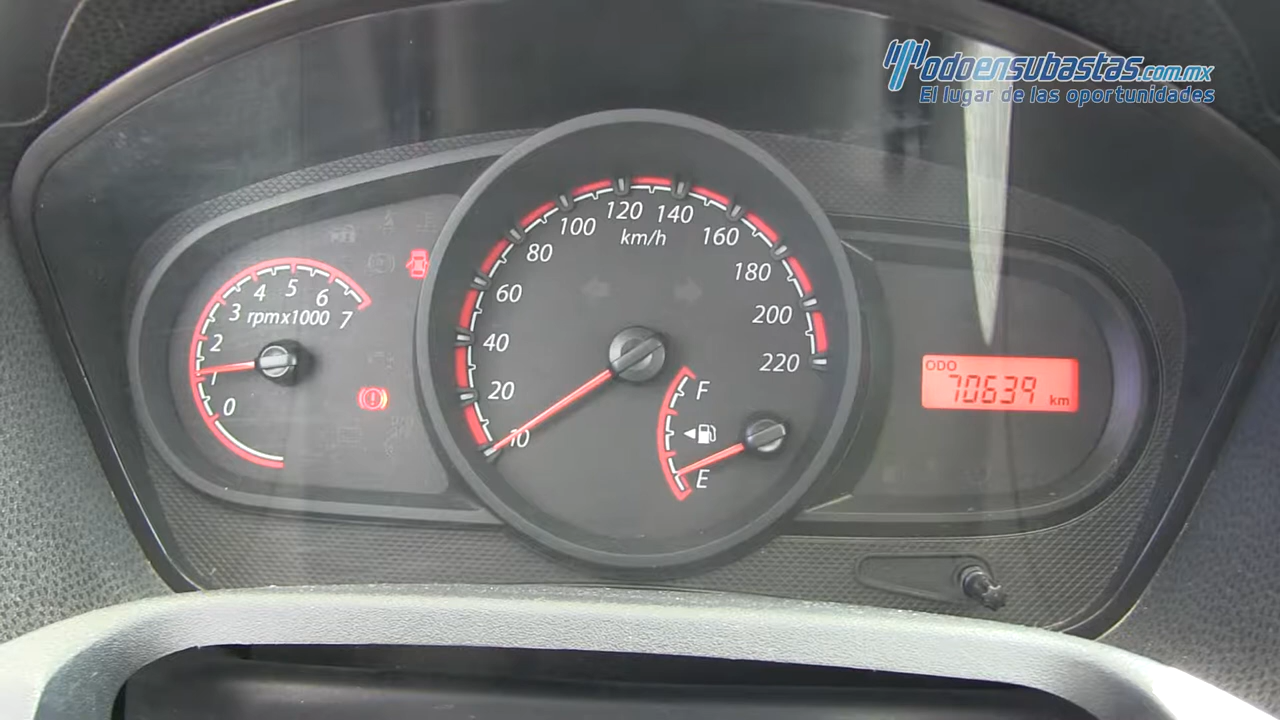 Todoensubastas.com.mx
El lugar de las oportunidades
0
2
3
4
5
6
7
rpmx1000
10
20
40
60
80
100
120
140
160
180
200
220
km/h
F
E
ODO
70639 km